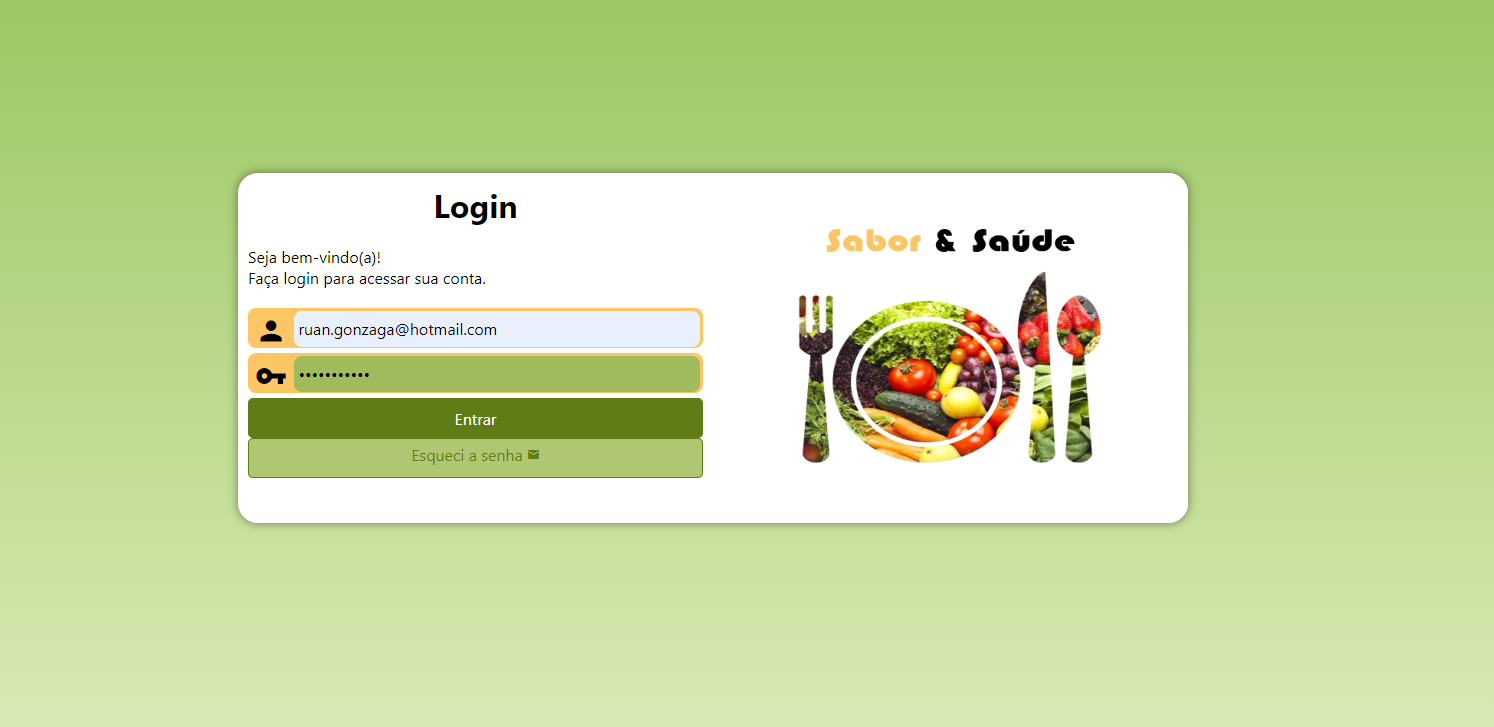 Login
Seja bem-vindo(a)!
Faça login para acessar sua conta.
ruan.gonzaga@hotmail.com
•••••••••••
Entrar
Esqueci a senha
Sabor & Saúde